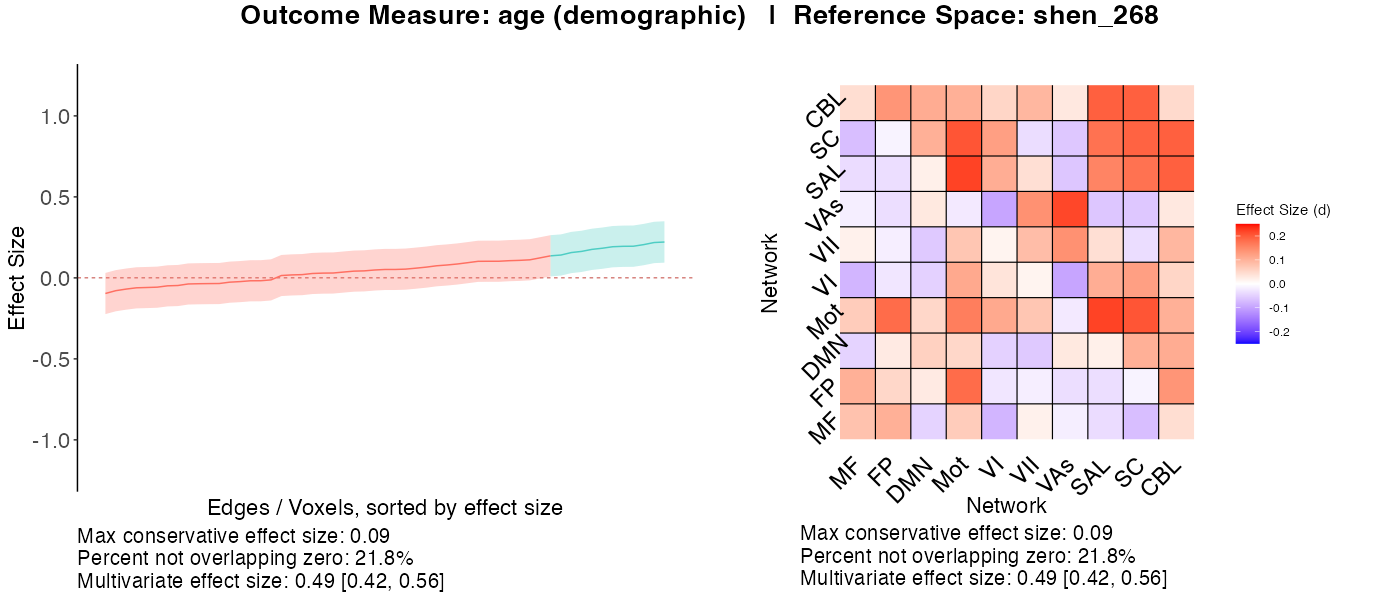 Outcome Measure: age (demographic) | Reference Space: shen_268
Effect Size
1.0
0.5
0.0
-0.5
-1.0
Edges / Voxels, sorted by effect size
Max conservative effect size: 0.09
Percent not overlapping zero: 21.8%
Multivariate effect size: 0.49 [0.42, 0.56]
Network
CBL
SC
SAL
VAs
VII
VI
Mot
DMN
FP
MF
MF
FP
DMN
Mot
VI
VII
VAs
SAL
SC
CBL
Network
Max conservative effect size: 0.09
Percent not overlapping zero: 21.8%
Multivariate effect size: 0.49 [0.42, 0.56]
Effect Size (d)
0.2
0.1
0.0
-0.1
-0.2